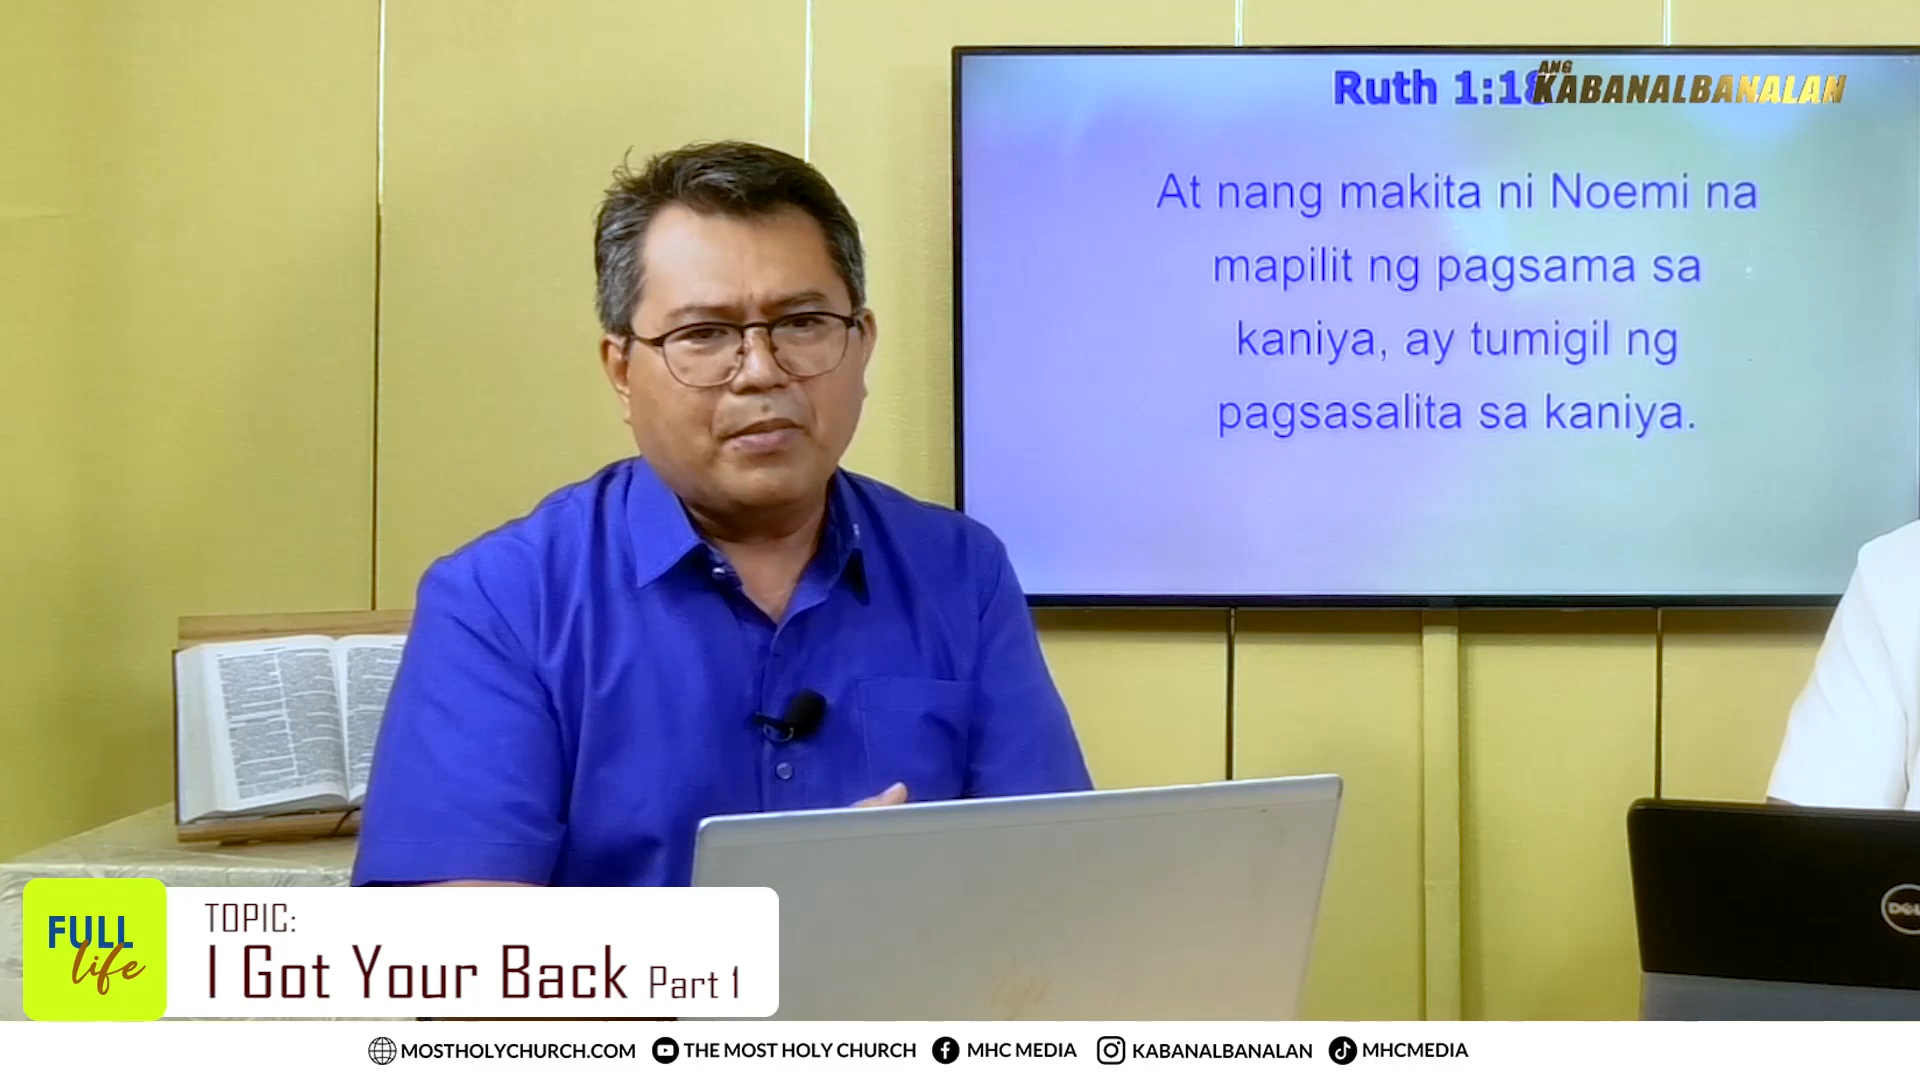 Ruth 1:18
ANG
KABANALBANALAN
At nang makita ni Noemi na
mapilit ng pagsama sa
kaniya, ay tumigil ng
pagsasalita sa kaniya.
DELL
FULL
life
TOPIC:
I Got Your Back Part 1
MOSTHOLYCHURCH.COM THE MOST HOLY CHURCH MHC MEDIA KABANALBANALAN MHCMEDIA